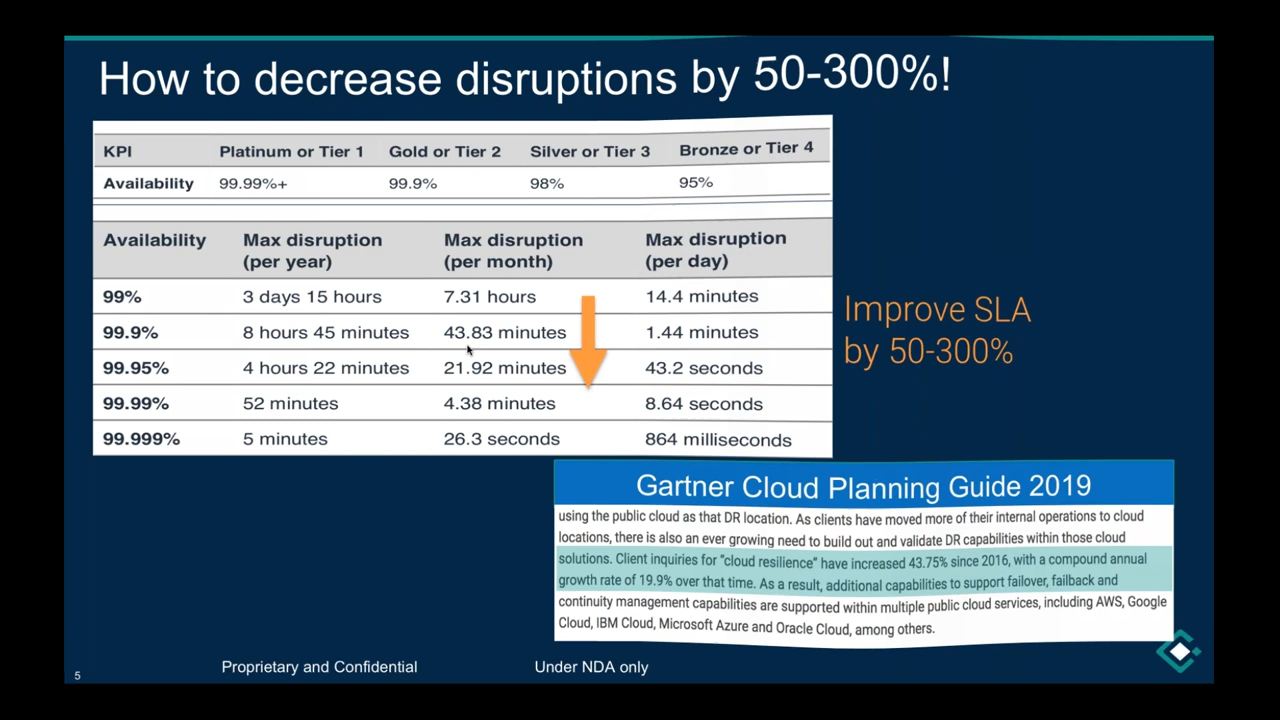 How to decrease disruptions by 50-300%!
KPI Platinum or Tier 1 Gold or Tier 2 Silver or Tier 3 Bronze or Tier 4
Availability 99.99%+ 99.9% 98% 95%
Availability Max disruption (per year) Max disruption (per month) Max disruption (per day)
99% 3 days 15 hours 7.31 hours 14.4 minutes
99.9% 8 hours 45 minutes 43.83 minutes 1.44 minutes
99.95% 4 hours 22 minutes 21.92 minutes 43.2 seconds
99.99% 52 minutes 4.38 minutes 8.64 seconds
99.999% 5 minutes 26.3 seconds 864 milliseconds
Improve SLA
by 50-300%
Gartner Cloud Planning Guide 2019
using the public cloud as that DR location. As clients have moved more of their internal operations to cloud
locations, there is also an ever growing need to build out and validate DR capabilities within those cloud
solutions. Client inquiries for "cloud resilience" have increased 43.75% since 2016, with a compound annual
growth rate of 19.9% over that time. As a result, additional capabilities to support failover, failback and
continuity management capabilities are supported within multiple public cloud services, including AWS, Google
Cloud, IBM Cloud, Microsoft Azure and Oracle Cloud, among others.
5 Proprietary and Confidential Under NDA only